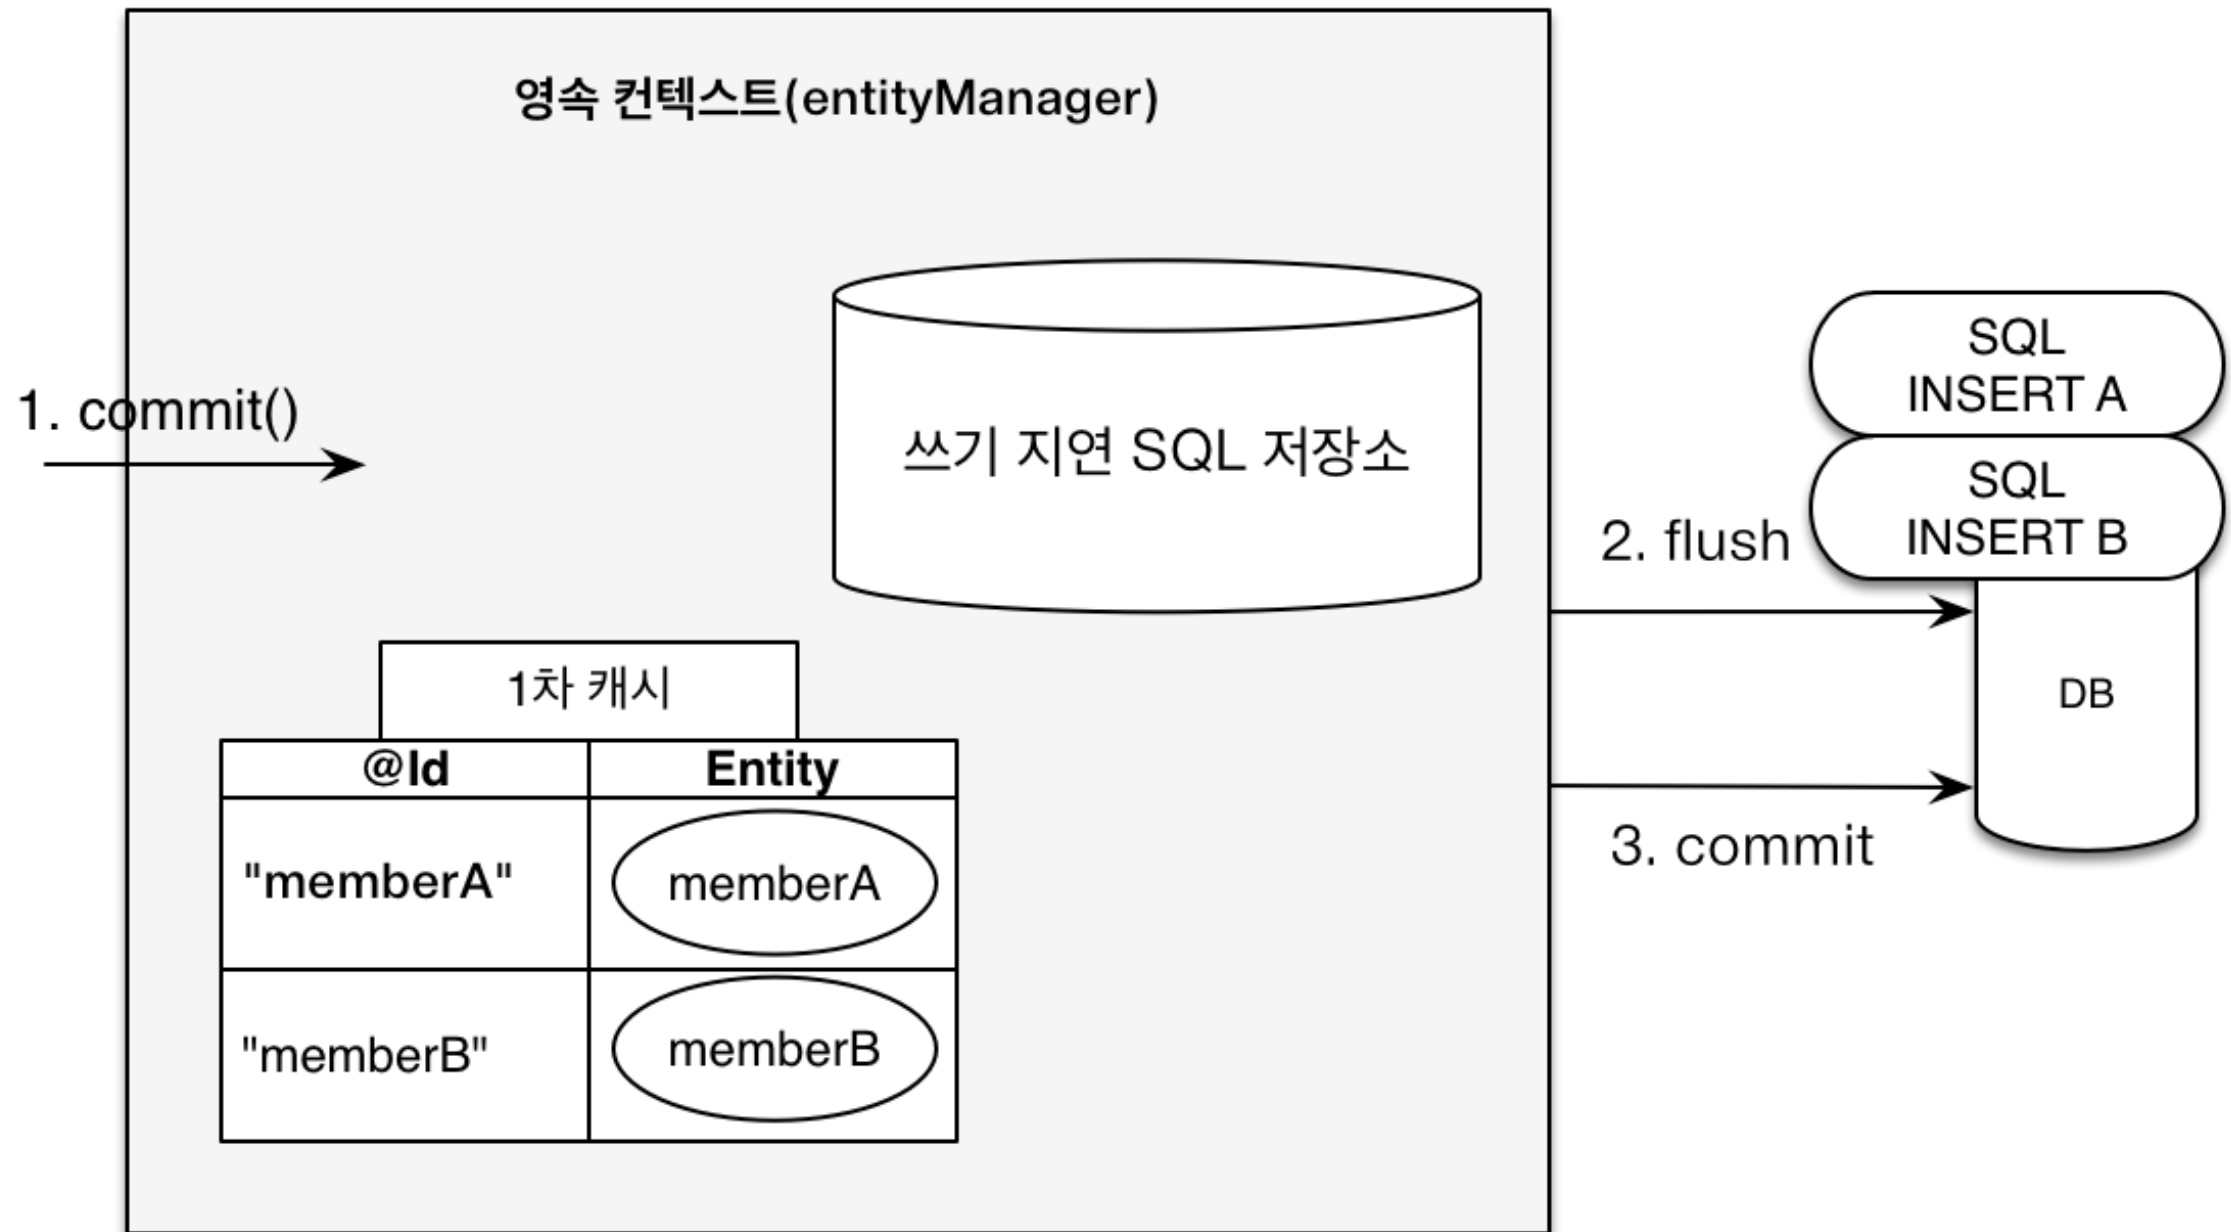 영속 컨텍스트(entityManager)
1. commit()
쓰기 지연 SQL 저장소
SQL
INSERT A
SQL
INSERT B
2. flush
DB
3. commit
1차 캐시
@Id Entity
"memberA" memberA
"memberB" memberB